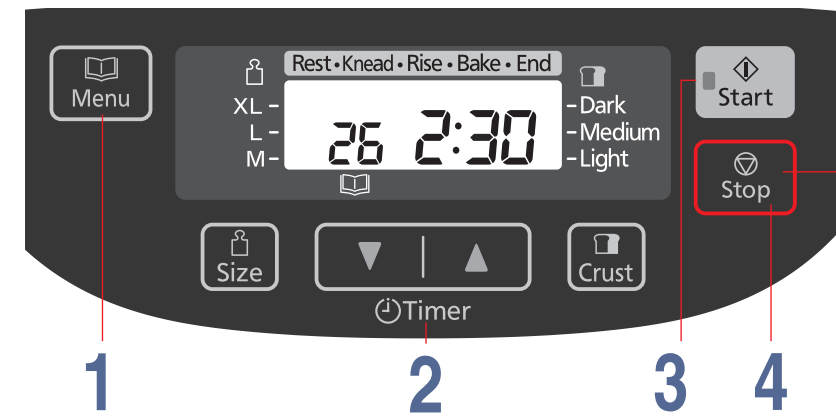 Menu
Rest • Knead • Rise • Bake • End
XL –
L –
M –
26 2:30
– Dark
– Medium
– Light
Start
Stop
Size
Timer
Crust
1
2
3
4